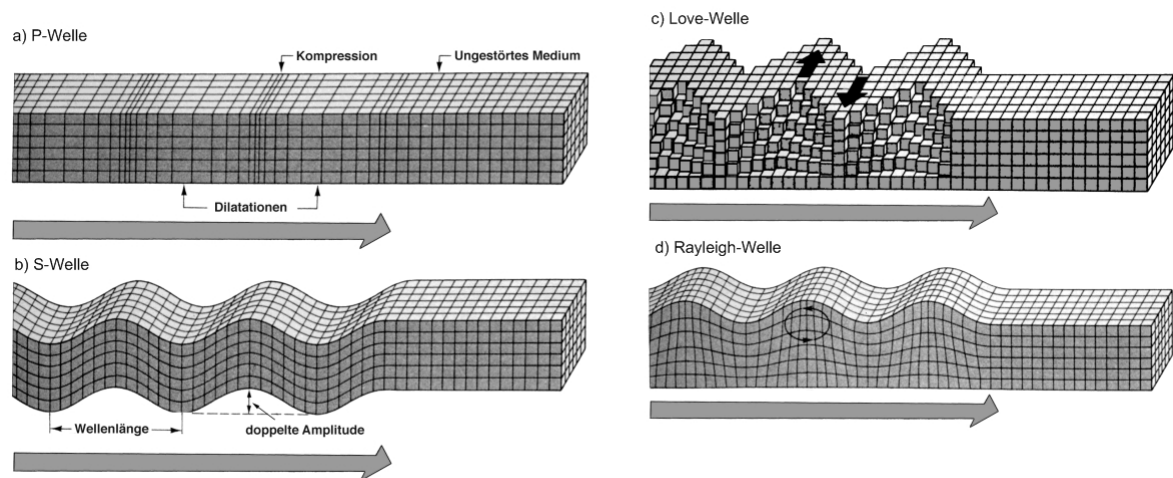 a) P-Welle
Kompression
Ungestörtes Medium
Dilatationen
b) S-Welle
Wellenlänge
doppelte Amplitude
c) Love-Welle
d) Rayleigh-Welle